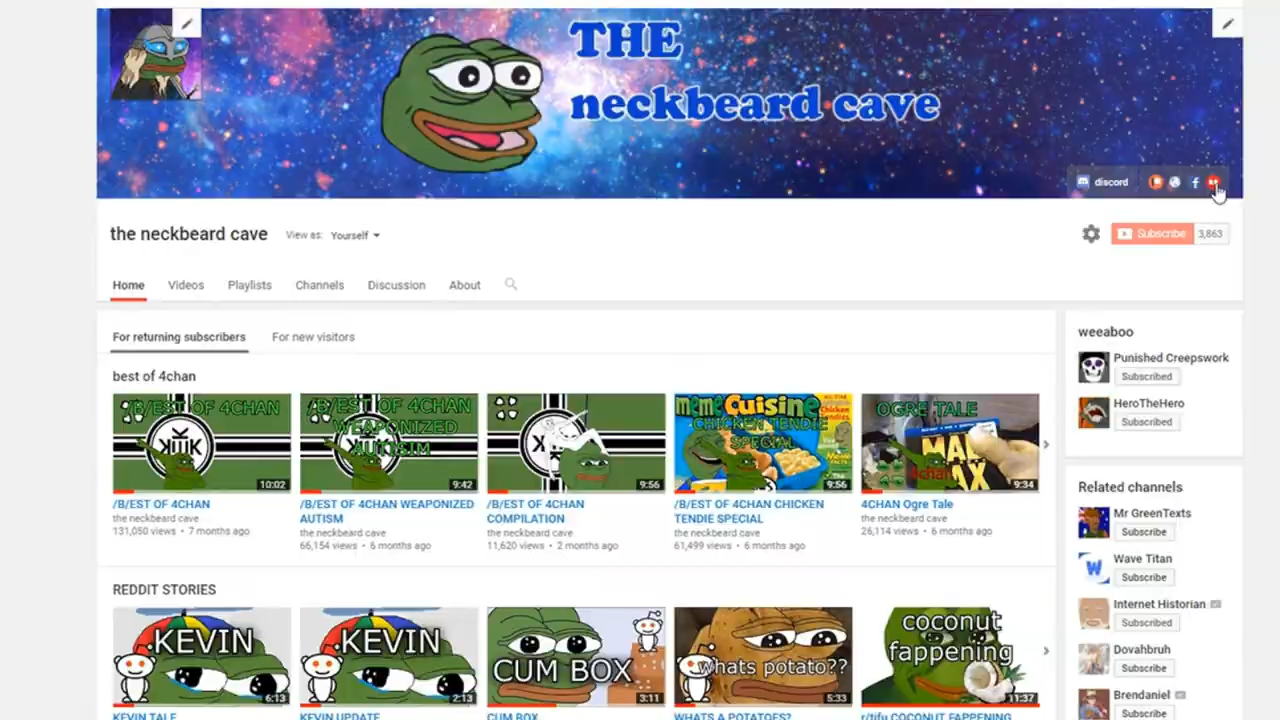 THE
neckbeard cave
discord
the neckbeard cave
View as: Yourself
Subscribe 3,863
Home Videos Playlists Channels Discussion About
For returning subscribers For new visitors
best of 4chan
/B/EST OF 4CHAN
10:02
/B/EST OF 4CHAN
the neckbeard cave
131,050 views • 7 months ago
/B/EST OF 4CHAN
WEAPONIZED
AUTISIM
9:42
/B/EST OF 4CHAN WEAPONIZED
AUTISM
the neckbeard cave
66,154 views • 6 months ago
9:56
/B/EST OF 4CHAN
COMPILATION
the neckbeard cave
11,620 views • 2 months ago
meme Cuisine
CHICKEN TENDIE
SPECIAL
9:56
/B/EST OF 4CHAN CHICKEN
TENDIE SPECIAL
the neckbeard cave
61,499 views • 6 months ago
OGRE TALE
MAD
MAX
4chan
9:34
4CHAN Ogre Tale
the neckbeard cave
26,114 views • 6 months ago
REDDIT STORIES
KEVIN
6:13
KEVIN TALE
KEVIN
2:13
KEVIN UPDATE
CUM BOX
3:11
CUM BOX
whats potato??
5:33
WHATS A POTATOES?
coconut
fappening
11:37
r/tifu COCONUT FAPPENING
weeaboo
Punished Creepswork
Subscribed
HeroTheHero
Subscribed
Related channels
Mr GreenTexts
Subscribe
W
Wave Titan
Subscribe
Internet Historian
Subscribed
Dovahbruh
Subscribe
Brendaniel
Subscribe